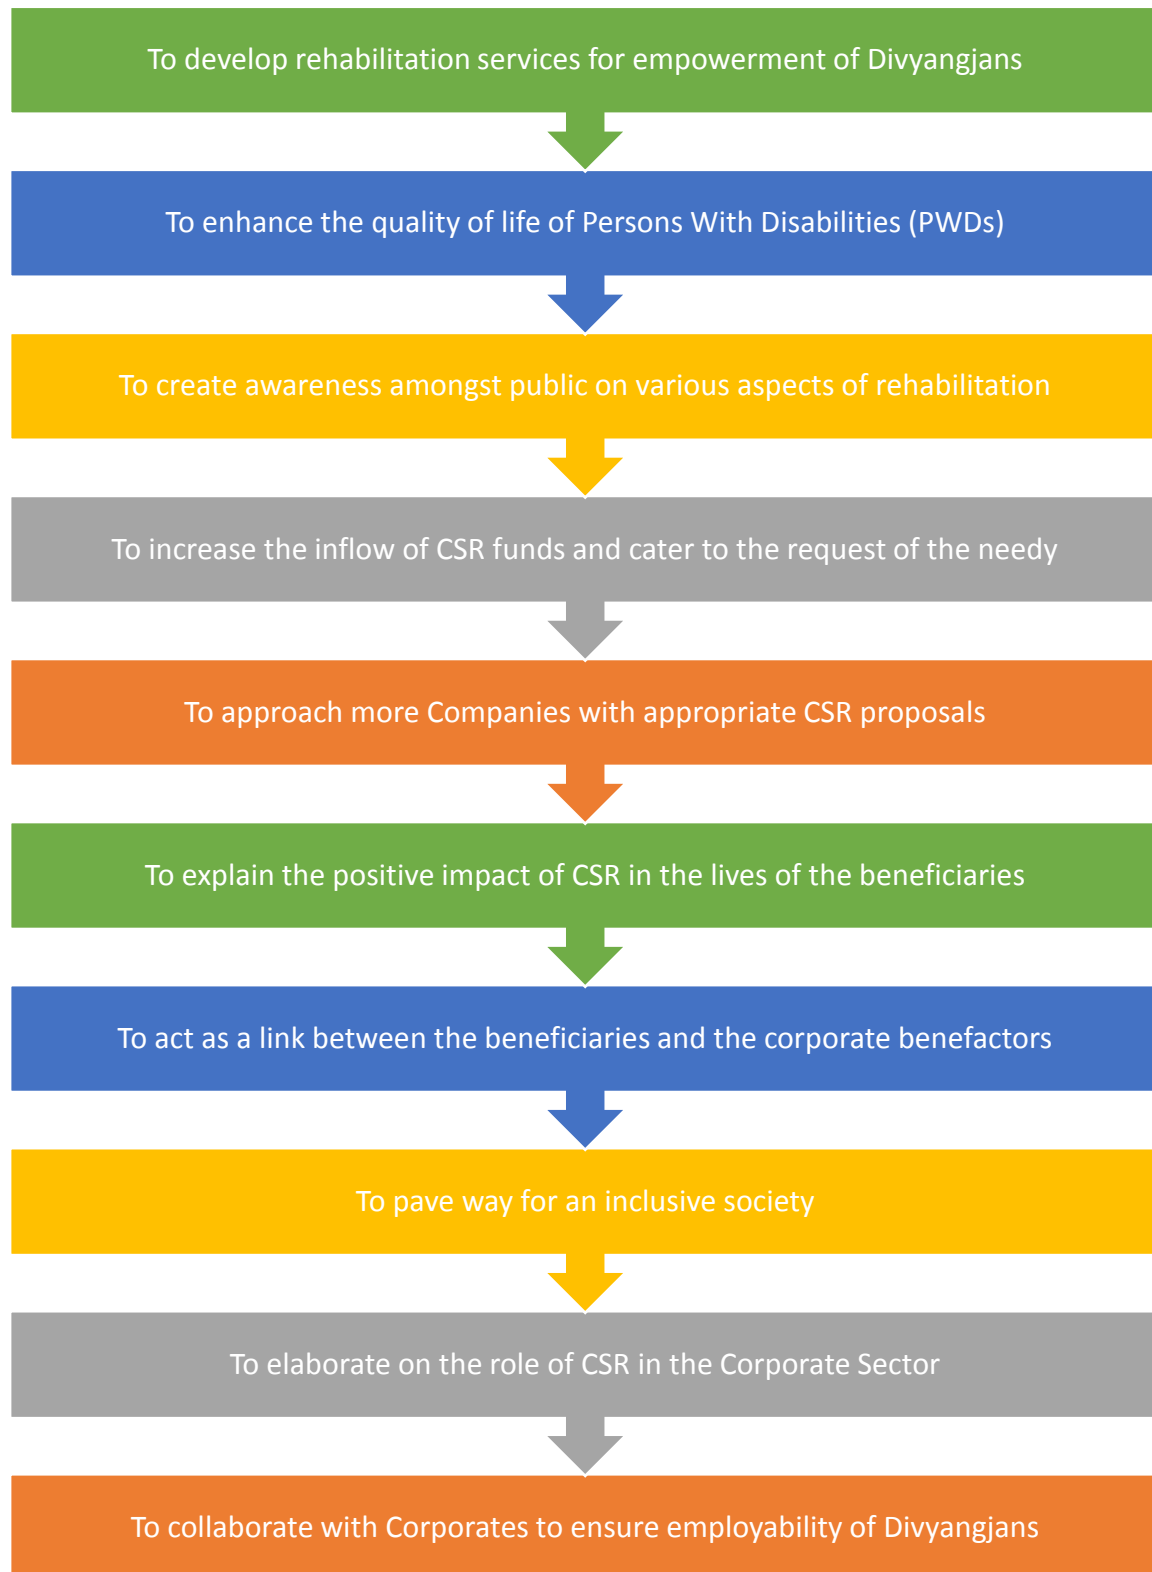 To develop rehabilitation services for empowerment of Divyangjans
To enhance the quality of life of Persons With Disabilities (PWDs)
To create awareness amongst public on various aspects of rehabilitation
To increase the inflow of CSR funds and cater to the request of the needy
To approach more Companies with appropriate CSR proposals
To explain the positive impact of CSR in the lives of the beneficiaries
To act as a link between the beneficiaries and the corporate benefactors
To pave way for an inclusive society
To elaborate on the role of CSR in the Corporate Sector
To collaborate with Corporates to ensure employability of Divyangjans